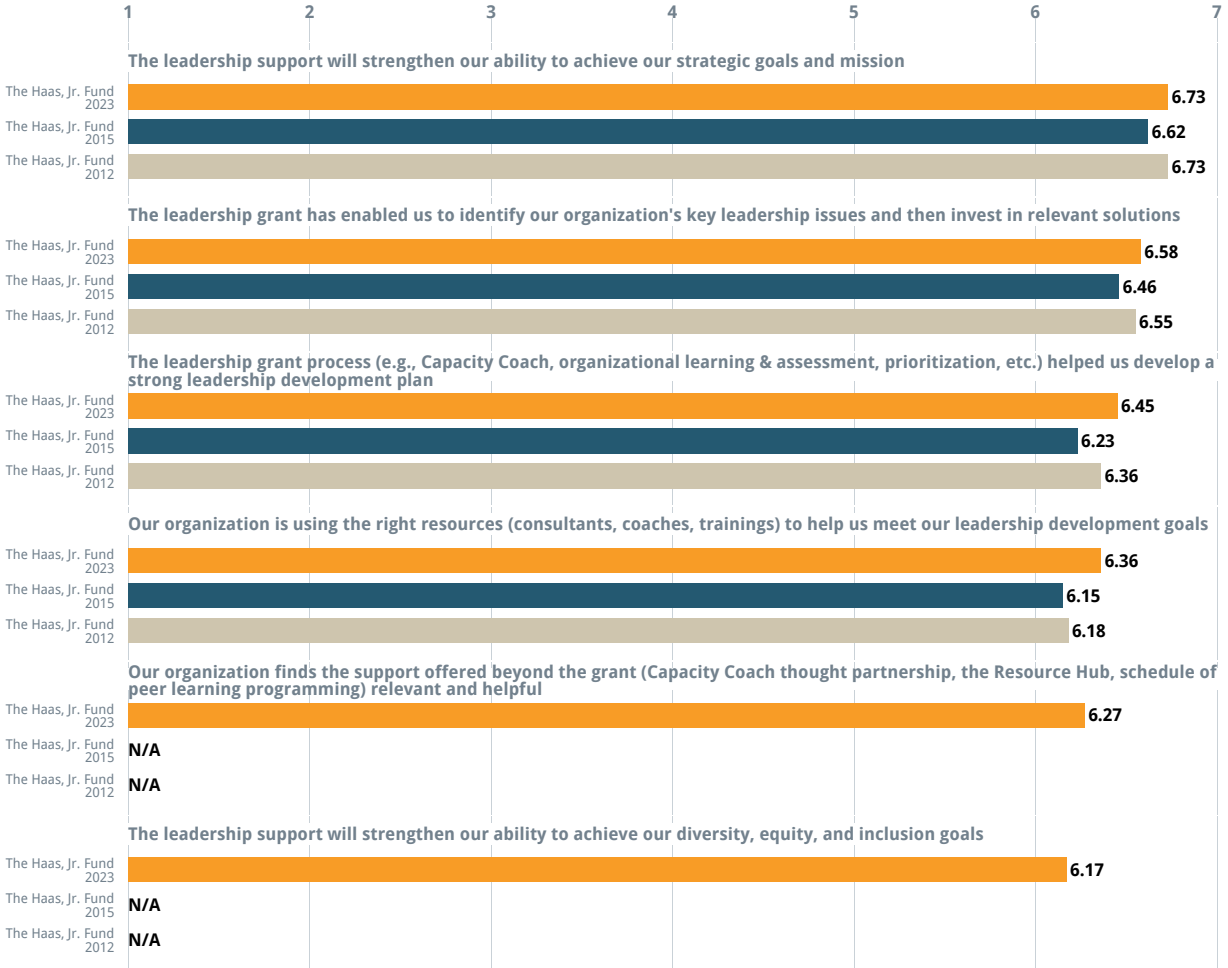 1 2 3 4 5 6 7
The leadership support will strengthen our ability to achieve our strategic goals and mission
The Haas, Jr. Fund
2023
6.73
The Haas, Jr. Fund
2015
6.62
The Haas, Jr. Fund
2012
6.73
The leadership grant has enabled us to identify our organization's key leadership issues and then invest in relevant solutions
The Haas, Jr. Fund
2023
6.58
The Haas, Jr. Fund
2015
6.46
The Haas, Jr. Fund
2012
6.55
The leadership grant process (e.g., Capacity Coach, organizational learning & assessment, prioritization, etc.) helped us develop a
strong leadership development plan
The Haas, Jr. Fund
2023
6.45
The Haas, Jr. Fund
2015
6.23
The Haas, Jr. Fund
2012
6.36
Our organization is using the right resources (consultants, coaches, trainings) to help us meet our leadership development goals
The Haas, Jr. Fund
2023
6.36
The Haas, Jr. Fund
2015
6.15
The Haas, Jr. Fund
2012
6.18
Our organization finds the support offered beyond the grant (Capacity Coach thought partnership, the Resource Hub, schedule of
peer learning programming) relevant and helpful
The Haas, Jr. Fund
2023
6.27
The Haas, Jr. Fund
2015
N/A
The Haas, Jr. Fund
2012
N/A
The leadership support will strengthen our ability to achieve our diversity, equity, and inclusion goals
The Haas, Jr. Fund
2023
6.17
The Haas, Jr. Fund
2015
N/A
The Haas, Jr. Fund
2012
N/A